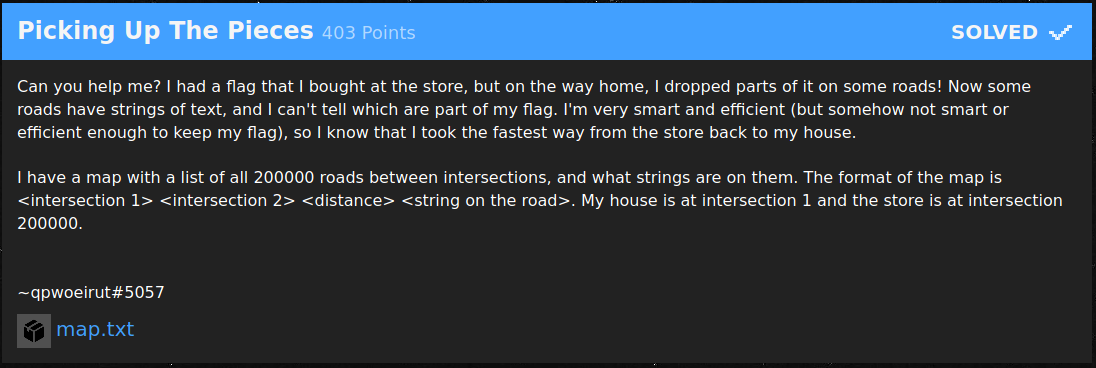 Picking Up The Pieces 403 Points SOLVED
Can you help me? I had a flag that I bought at the store, but on the way home, I dropped parts of it on some roads! Now some
roads have strings of text, and I can't tell which are part of my flag. I'm very smart and efficient (but somehow not smart or
efficient enough to keep my flag), so I know that I took the fastest way from the store back to my house.
I have a map with a list of all 200000 roads between intersections, and what strings are on them. The format of the map is
<intersection 1> <intersection 2> <distance> <string on the road>. My house is at intersection 1 and the store is at intersection
200000.
~qpwoeirut#5057
map.txt